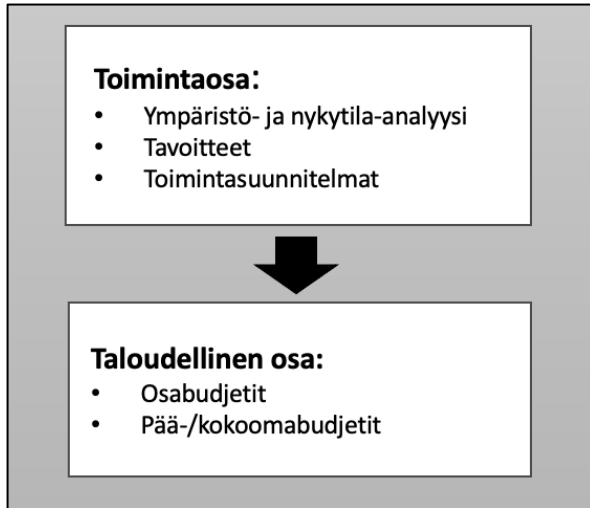 Toimintaosa:
• Ympäristö- ja nykytila-analyysi
• Tavoitteet
• Toimintasuunnitelmat
Taloudellinen osa:
• Osabudjetit
• Pää-/kokoomabudjetit